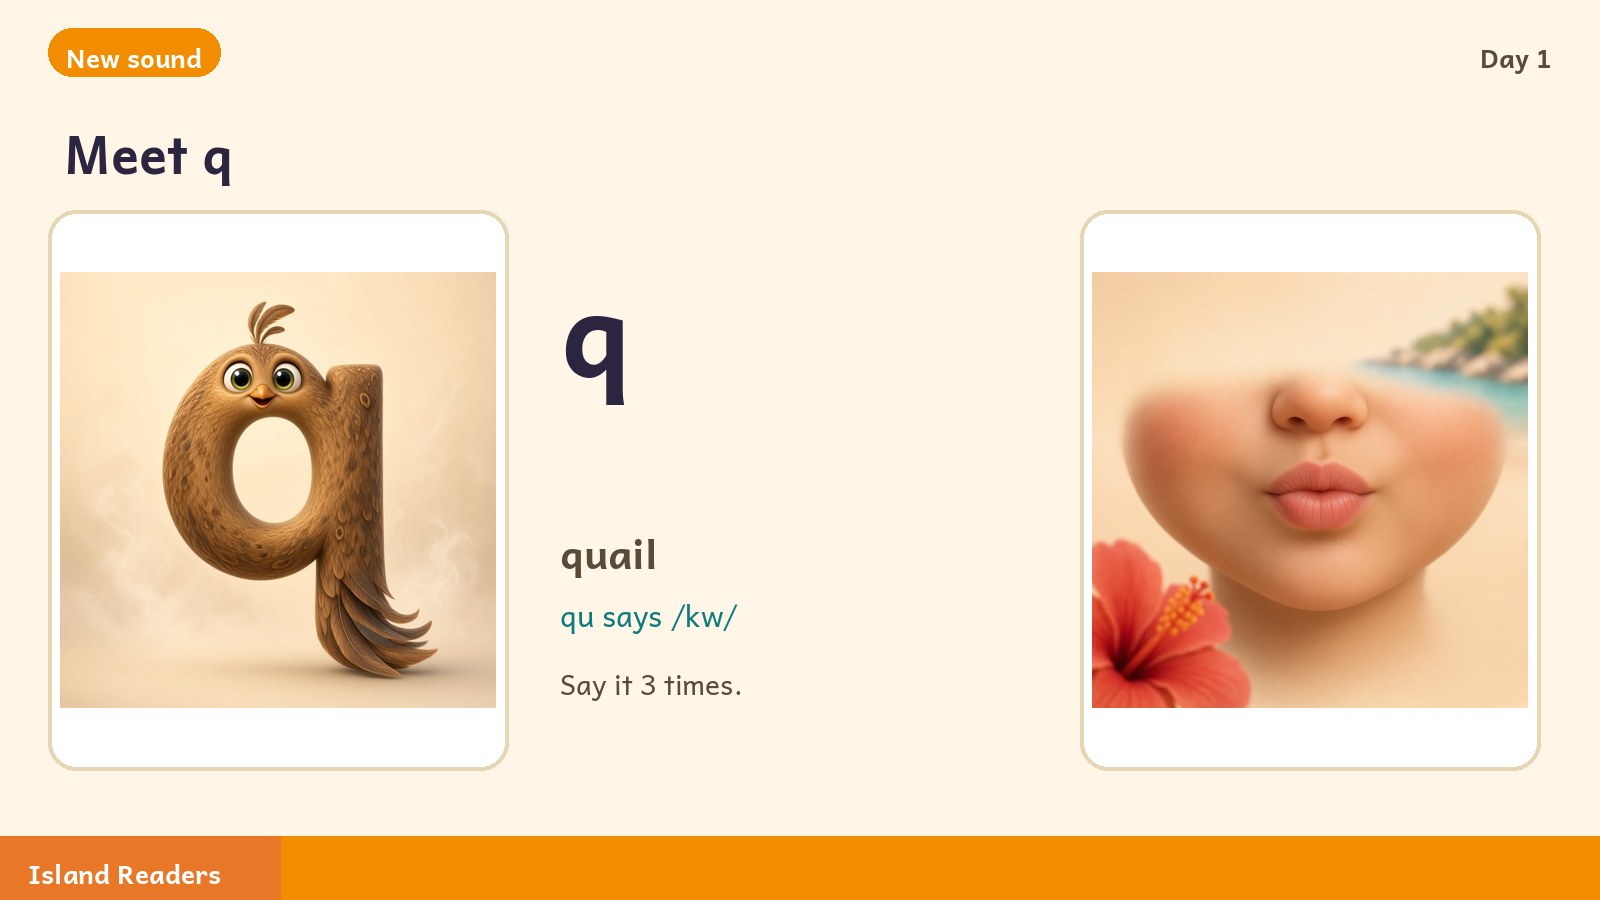 New sound
Day 1
Meet q
q
quail
qu says /kw/
Say it 3 times.
Island Readers